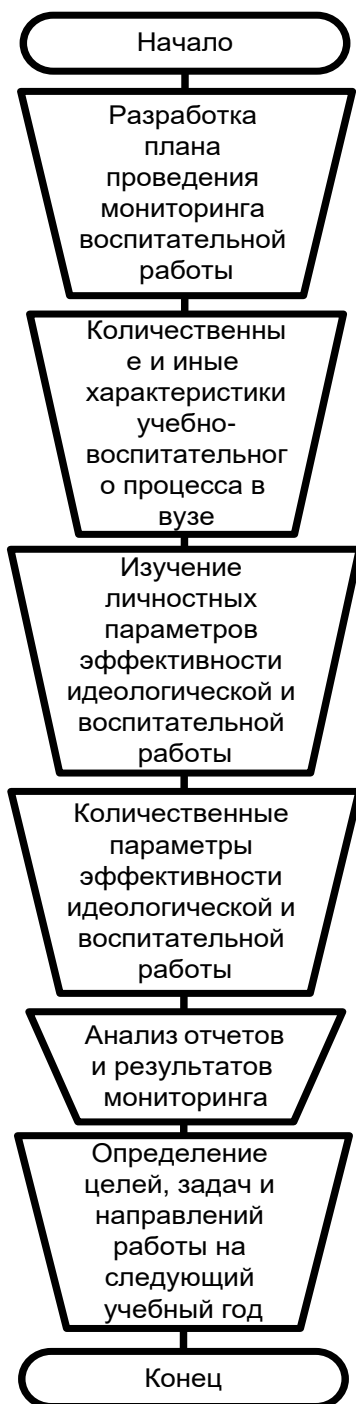 Начало
Разработка
плана
проведения
мониторинга
воспитательной
работы
Количественны
е и иные
характеристики
учебно-
воспитательног
о процесса в
вузе
Изучение
личностных
параметров
эффективности
идеологической и
воспитательной
работы
Количественные
параметры
эффективности
идеологической и
воспитательной
работы
Анализ отчетов
и результатов
мониторинга
Определение
целей, задач и
направлений
работы на
следующий
учебный год
Конец